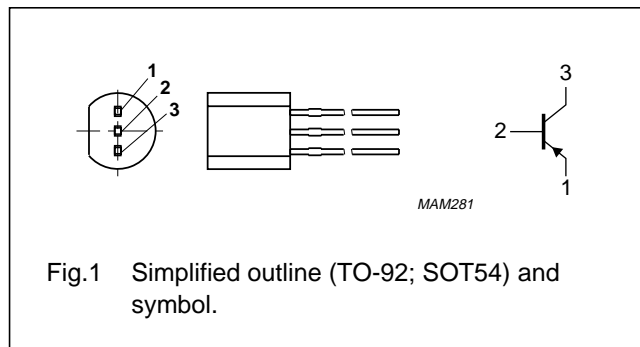 1
2
3
3
2
1
MAM281
Fig.1 Simplified outline (TO-92; SOT54) and
symbol.